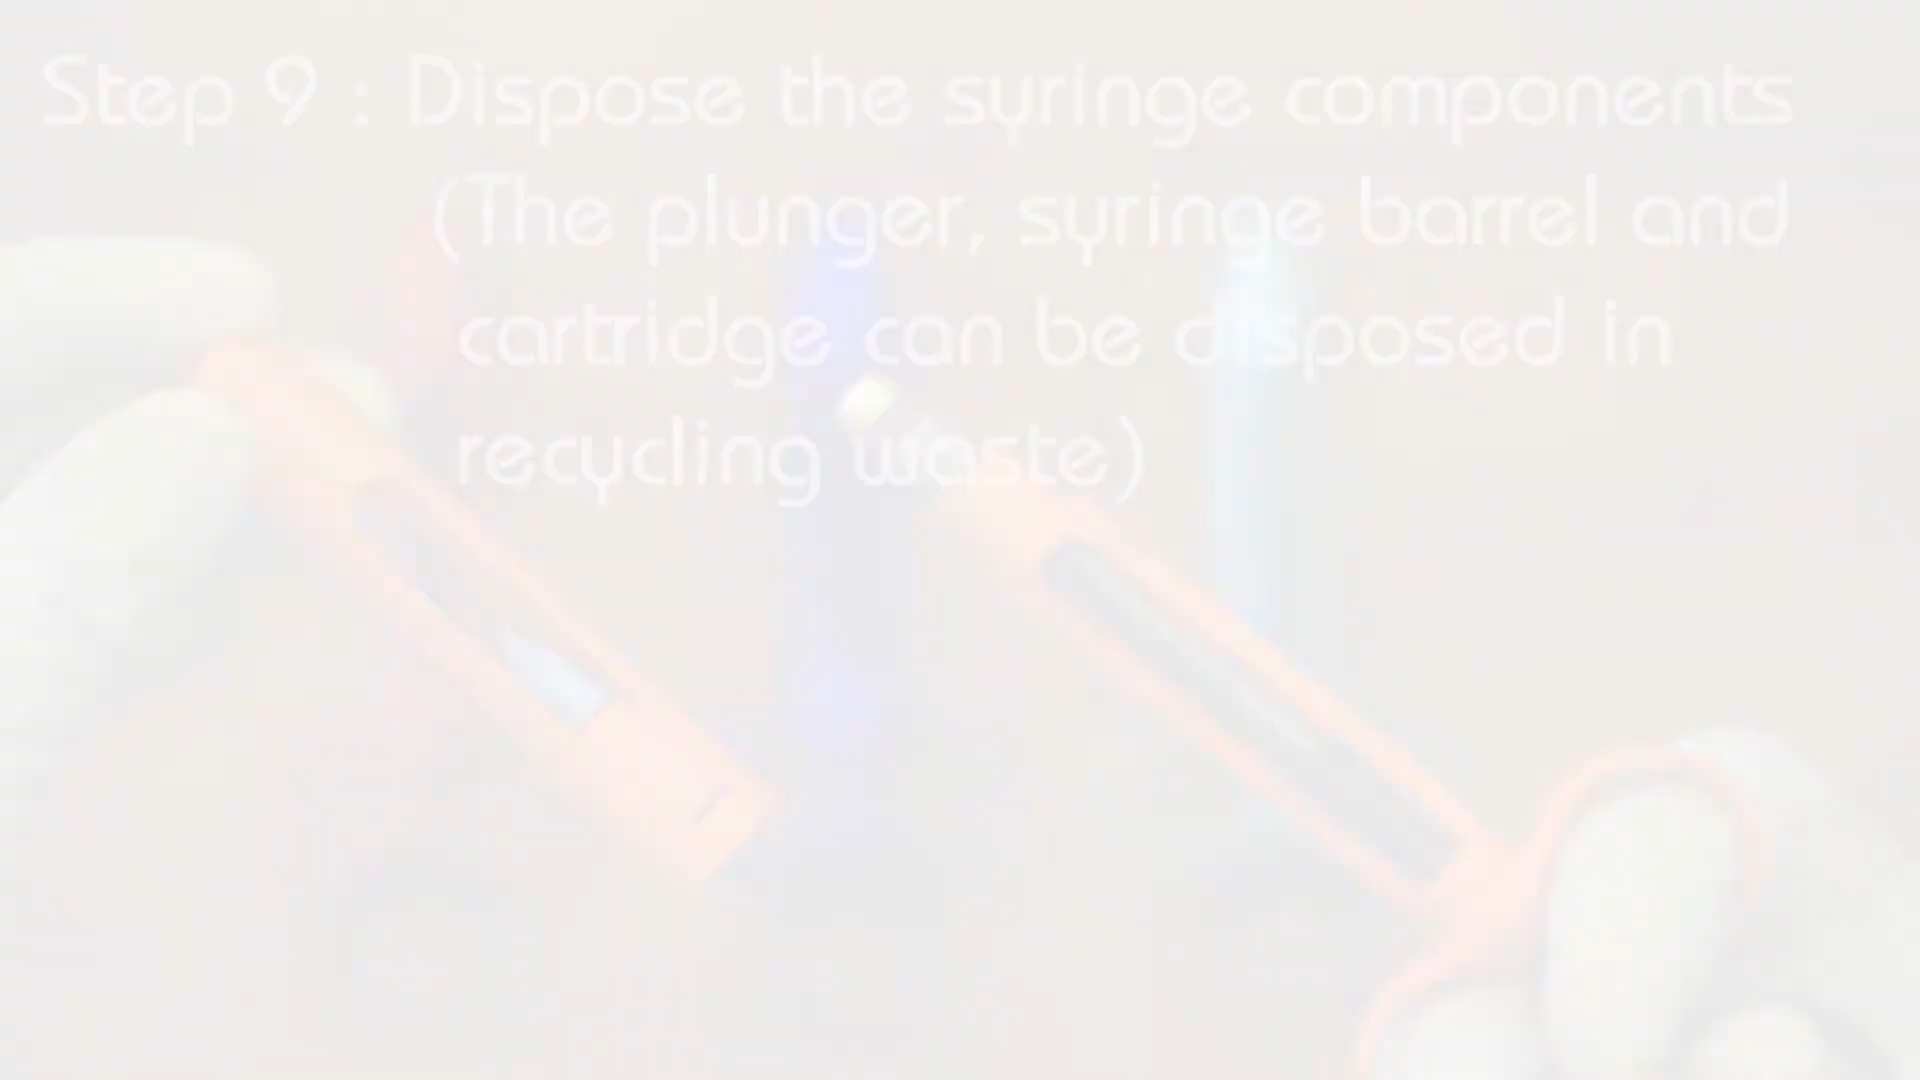 Step 9 : Dispose the syringe components
(The plunger, syringe barrel and
cartridge can be disposed in
recycling waste)